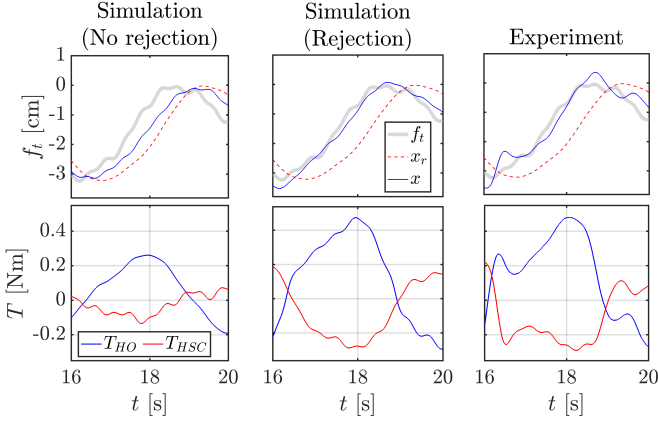 Simulation
(No rejection)
Simulation
(Rejection)
Experiment
1
0
-1
-2
-3
f_t [cm]
f_t
x_r
x
0.4
0.2
0
-0.2
T [Nm]
T_HO T_HSC
16 18 20
16 18 20
16 18 20
t [s]
t [s]
t [s]